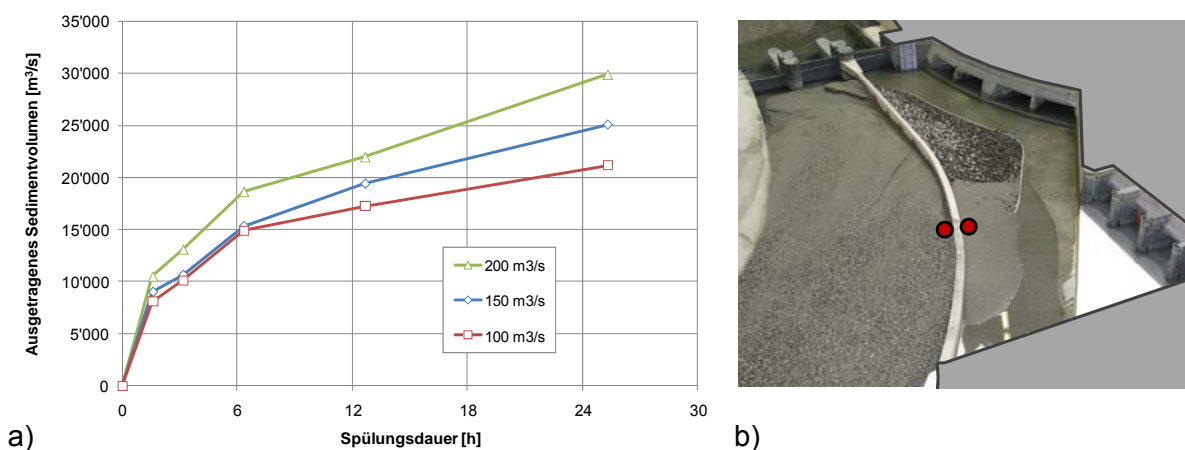 35'000
30'000
25'000
20'000
15'000
10'000
5'000
0
Ausgetragenes Sedimentvolumen [m³/s]
200 m3/s
150 m3/s
100 m3/s
0 6 12 18 24 30
Spülungsdauer [h]
a)
b)